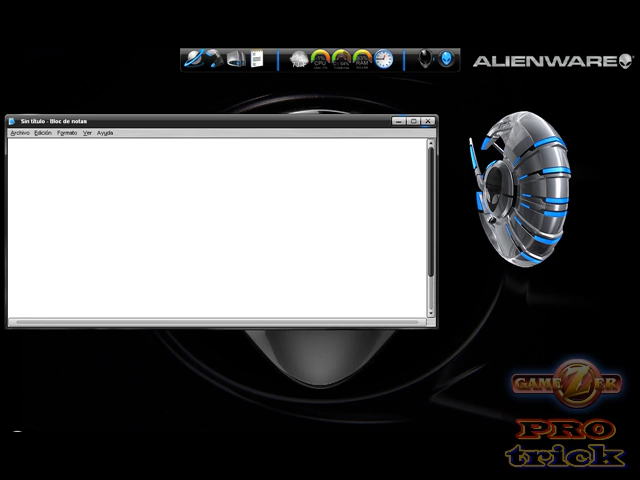 CPU
RAM
ALIENWARE
Sin título - Bloc de notas
Archivo Edición Formato Ver Ayuda
GAMEZER
PRO
trick